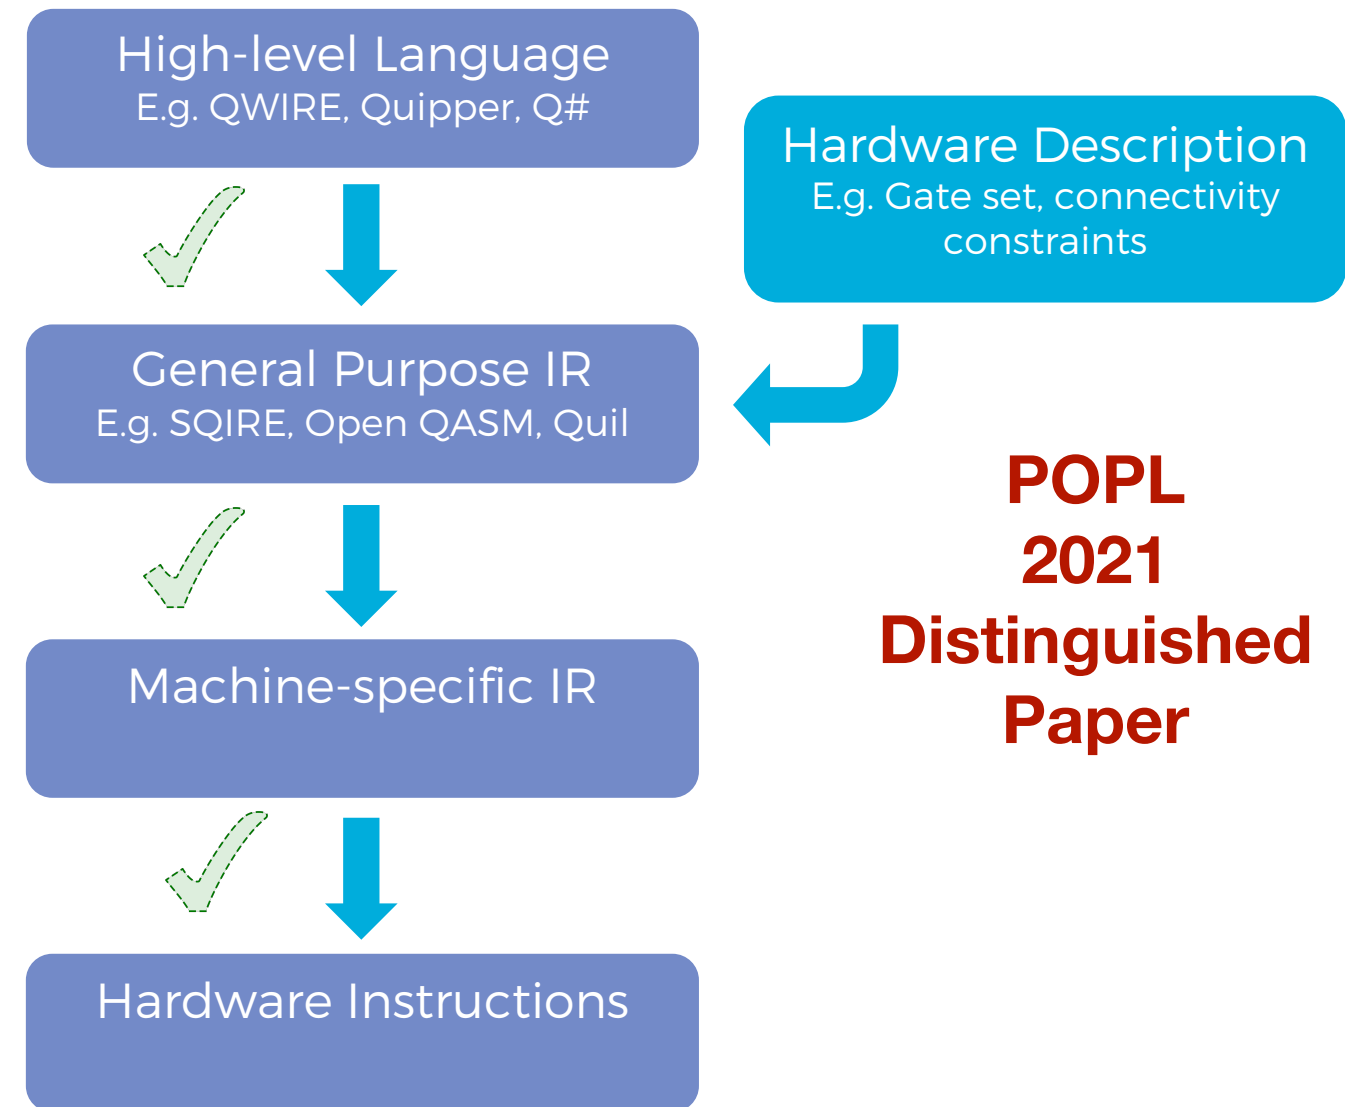 High-level Language
E.g. QWIRE, Quipper, Q#
Hardware Description
E.g. Gate set, connectivity
constraints
General Purpose IR
E.g. SQIRE, Open QASM, Quil
POPL
2021
Distinguished
Paper
Machine-specific IR
Hardware Instructions